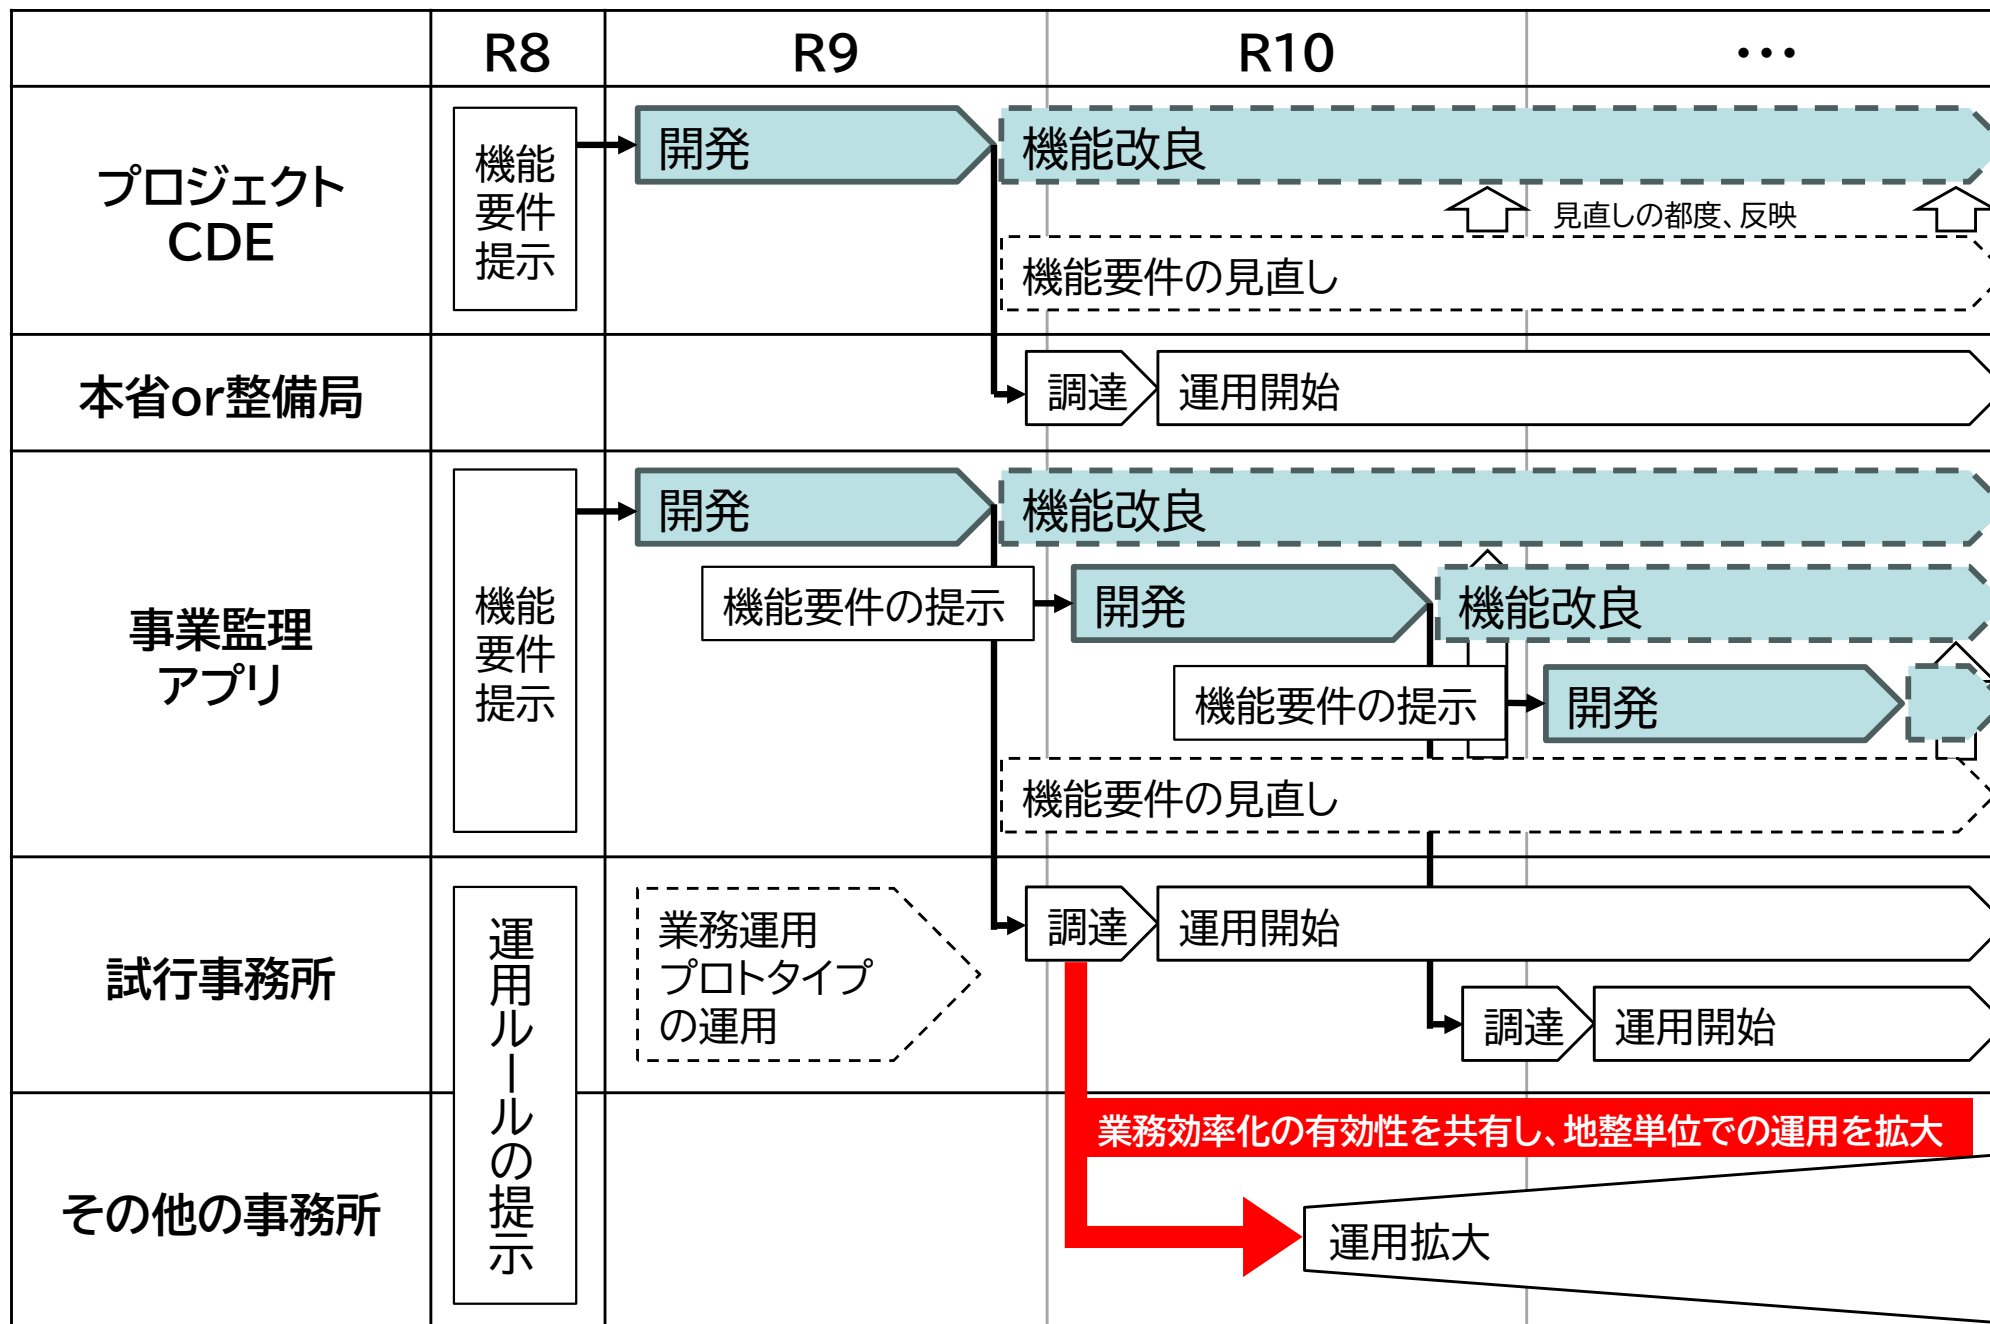 R8
R9
R10
…
プロジェクト
CDE
機能
要件
提示
開発
機能改良
見直しの都度、反映
機能要件の見直し
本省or整備局
調達
運用開始
事業監理
アプリ
機能
要件
提示
開発
機能改良
機能要件の提示
開発
機能改良
機能要件の提示
開発
機能要件の見直し
試行事務所
運用ルールの提示
業務運用
プロトタイプ
の運用
調達
運用開始
調達
運用開始
その他の事務所
業務効率化の有効性を共有し、地整単位での運用を拡大
運用拡大